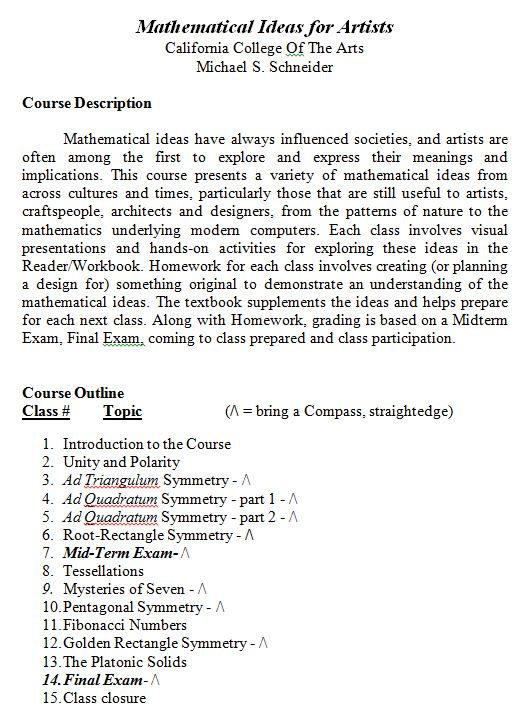 Mathematical Ideas for Artists
California College Of The Arts
Michael S. Schneider
Course Description
Mathematical ideas have always influenced societies, and artists are
often among the first to explore and express their meanings and
implications. This course presents a variety of mathematical ideas from
across cultures and times, particularly those that are still useful to artists,
craftspeople, architects and designers, from the patterns of nature to the
mathematics underlying modern computers. Each class involves visual
presentations and hands-on activities for exploring these ideas in the
Reader/Workbook. Homework for each class involves creating (or planning
a design for) something original to demonstrate an understanding of the
mathematical ideas. The textbook supplements the ideas and helps prepare
for each next class. Along with Homework, grading is based on a Midterm
Exam, Final Exam, coming to class prepared and class participation.
Course Outline
Class # Topic (/\ = bring a Compass, straightedge)
1. Introduction to the Course
2. Unity and Polarity
3. Ad Triangulum Symmetry - /\
4. Ad Quadratum Symmetry - part 1 - /\
5. Ad Quadratum Symmetry - part 2 - /\
6. Root-Rectangle Symmetry - /\
7. Mid-Term Exam- /\
8. Tessellations
9. Mysteries of Seven - /\
10. Pentagonal Symmetry - /\
11. Fibonacci Numbers
12. Golden Rectangle Symmetry - /\
13. The Platonic Solids
14. Final Exam- /\
15. Class closure